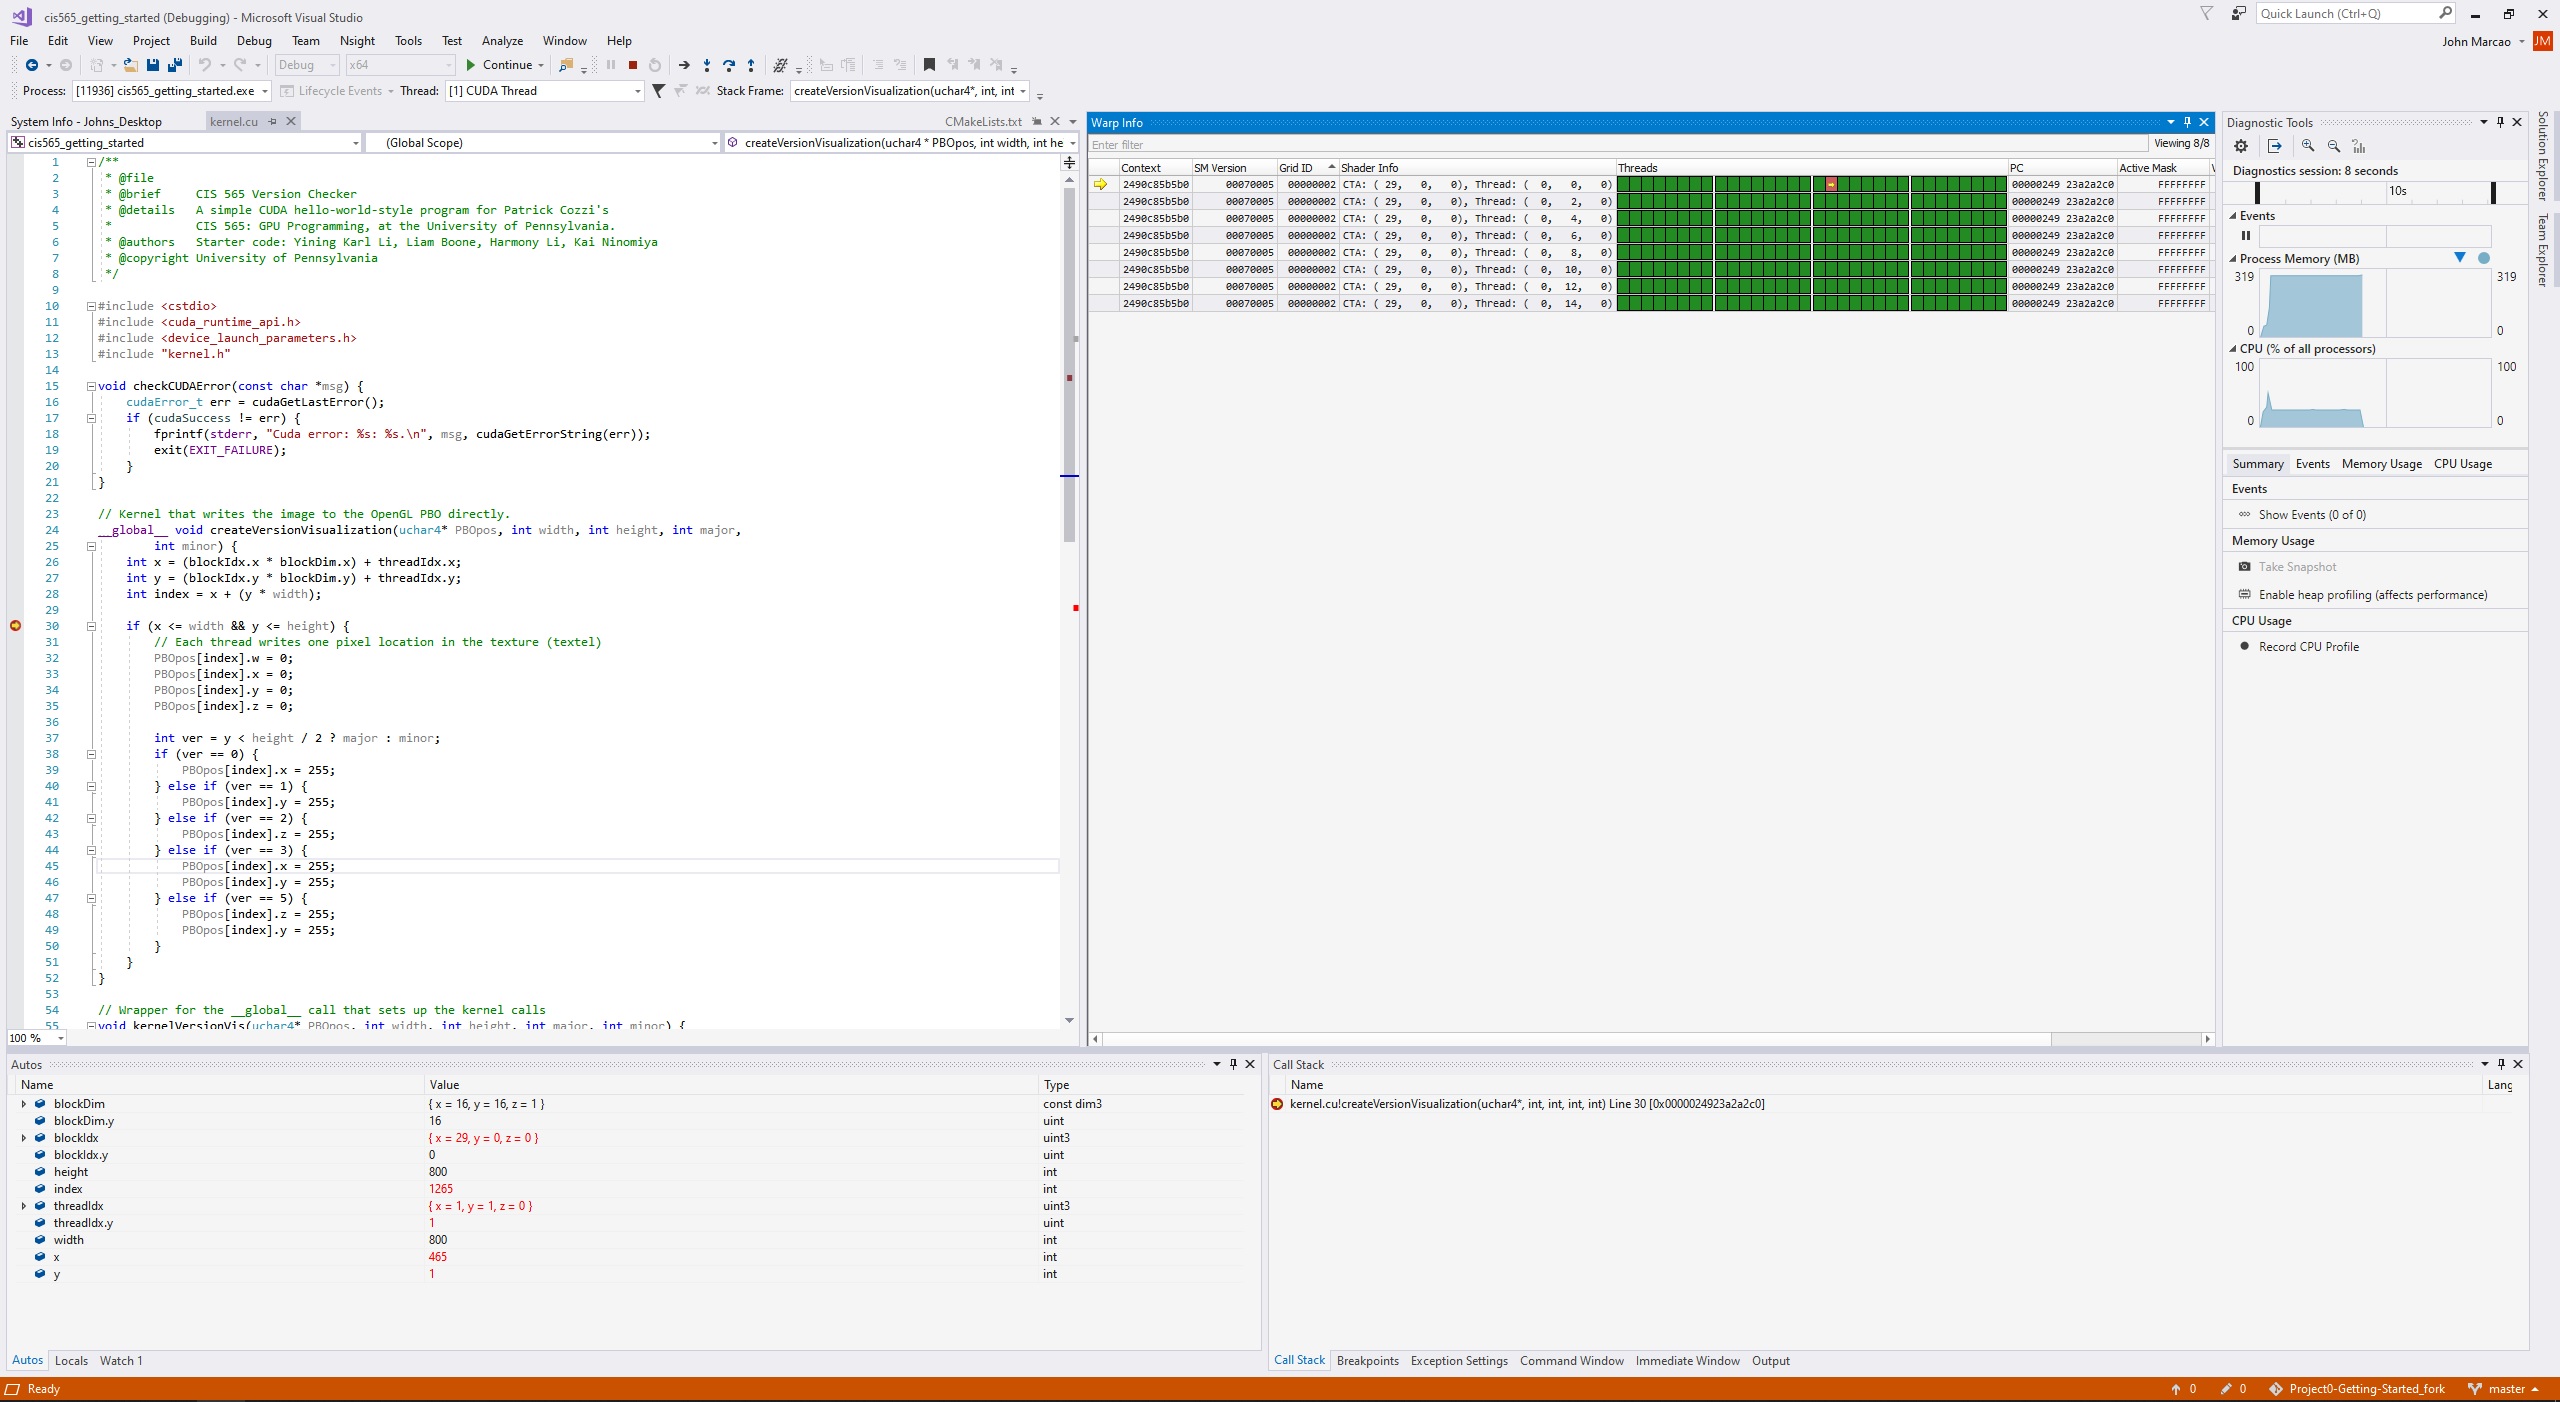 cis565_getting_started (Debugging) - Microsoft Visual Studio
Quick Launch (Ctrl+Q)
File Edit View Project Build Debug Team Nsight Tools Test Analyze Window Help
John Marcao JM
Debug x64 Continue
Process: [11936] cis565_getting_started.exe Lifecycle Events Thread: [1] CUDA Thread Stack Frame: createVersionVisualization(uchar4*, int, int
System Info - Johns_Desktop kernel.cu CMakeLists.txt
cis565_getting_started (Global Scope) createVersionVisualization(uchar4 * PBOpos, int width, int he
1 /**
2 * @file
3 * @brief     CIS 565 Version Checker
4 * @details   A simple CUDA hello-world-style program for Patrick Cozzi's
5 *            CIS 565: GPU Programming, at the University of Pennsylvania.
6 * @authors   Starter code: Yining Karl Li, Liam Boone, Harmony Li, Kai Ninomiya
7 * @copyright University of Pennsylvania
8 */
9
10 #include <cstdio>
11 #include <cuda_runtime_api.h>
12 #include <device_launch_parameters.h>
13 #include "kernel.h"
14
15 void checkCUDAError(const char *msg) {
16     cudaError_t err = cudaGetLastError();
17     if (cudaSuccess != err) {
18         fprintf(stderr, "Cuda error: %s: %s.\n", msg, cudaGetErrorString(err));
19         exit(EXIT_FAILURE);
20     }
21 }
22
23 // Kernel that writes the image to the OpenGL PBO directly.
24 __global__ void createVersionVisualization(uchar4* PBOpos, int width, int height, int major,
25         int minor) {
26     int x = (blockIdx.x * blockDim.x) + threadIdx.x;
27     int y = (blockIdx.y * blockDim.y) + threadIdx.y;
28     int index = x + (y * width);
29
30     if (x <= width && y <= height) {
31         // Each thread writes one pixel location in the texture (textel)
32         PBOpos[index].w = 0;
33         PBOpos[index].x = 0;
34         PBOpos[index].y = 0;
35         PBOpos[index].z = 0;
36
37         int ver = y < height / 2 ? major : minor;
38         if (ver == 0) {
39             PBOpos[index].x = 255;
40         } else if (ver == 1) {
41             PBOpos[index].y = 255;
42         } else if (ver == 2) {
43             PBOpos[index].z = 255;
44         } else if (ver == 3) {
45             PBOpos[index].x = 255;
46             PBOpos[index].y = 255;
47         } else if (ver == 5) {
48             PBOpos[index].z = 255;
49             PBOpos[index].y = 255;
50         }
51     }
52 }
53
54 // Wrapper for the __global__ call that sets up the kernel calls
55 void kernelVersionVis(uchar4* PBOpos, int width, int height, int major, int minor) {
100 %
Warp Info
Enter filter Viewing 8/8
Context SM Version Grid ID Shader Info Threads PC Active Mask
2490c85b5b0 00070005 00000002 CTA: ( 29, 0, 0), Thread: ( 0, 0, 0) 00000249 23a2a2c0 FFFFFFFF
2490c85b5b0 00070005 00000002 CTA: ( 29, 0, 0), Thread: ( 0, 2, 0) 00000249 23a2a2c0 FFFFFFFF
2490c85b5b0 00070005 00000002 CTA: ( 29, 0, 0), Thread: ( 0, 4, 0) 00000249 23a2a2c0 FFFFFFFF
2490c85b5b0 00070005 00000002 CTA: ( 29, 0, 0), Thread: ( 0, 6, 0) 00000249 23a2a2c0 FFFFFFFF
2490c85b5b0 00070005 00000002 CTA: ( 29, 0, 0), Thread: ( 0, 8, 0) 00000249 23a2a2c0 FFFFFFFF
2490c85b5b0 00070005 00000002 CTA: ( 29, 0, 0), Thread: ( 0, 10, 0) 00000249 23a2a2c0 FFFFFFFF
2490c85b5b0 00070005 00000002 CTA: ( 29, 0, 0), Thread: ( 0, 12, 0) 00000249 23a2a2c0 FFFFFFFF
2490c85b5b0 00070005 00000002 CTA: ( 29, 0, 0), Thread: ( 0, 14, 0) 00000249 23a2a2c0 FFFFFFFF
Diagnostic Tools
Diagnostics session: 8 seconds
10s
Events
Process Memory (MB)
319 319
0 0
CPU (% of all processors)
100 100
0 0
Summary Events Memory Usage CPU Usage
Events
Show Events (0 of 0)
Memory Usage
Take Snapshot
Enable heap profiling (affects performance)
CPU Usage
Record CPU Profile
Solution Explorer
Team Explorer
Autos
Name Value Type
blockDim { x = 16, y = 16, z = 1 } const dim3
blockDim.y 16 uint
blockIdx { x = 29, y = 0, z = 0 } uint3
blockIdx.y 0 uint
height 800 int
index 1265 int
threadIdx { x = 1, y = 1, z = 0 } uint3
threadIdx.y 1 uint
width 800 int
x 465 int
y 1 int
Autos Locals Watch 1
Call Stack
Name Lang
kernel.cu!createVersionVisualization(uchar4*, int, int, int, int) Line 30 [0x0000024923a2a2c0]
Call Stack Breakpoints Exception Settings Command Window Immediate Window Output
Ready 0 0 Project0-Getting-Started_fork master